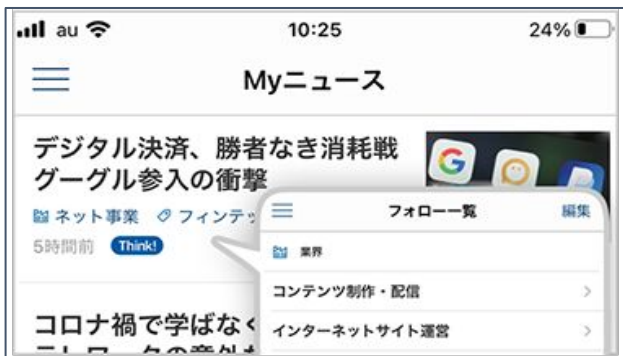 au
10:25
24%
Myニュース
デジタル決済、勝者なき消耗戦
グーグル参入の衝撃
ネット事業 フィンテッ
5時間前 Think!
コロナ禍で学ばなく
フォロー一覧
編集
業界
コンテンツ制作・配信
インターネットサイト運営